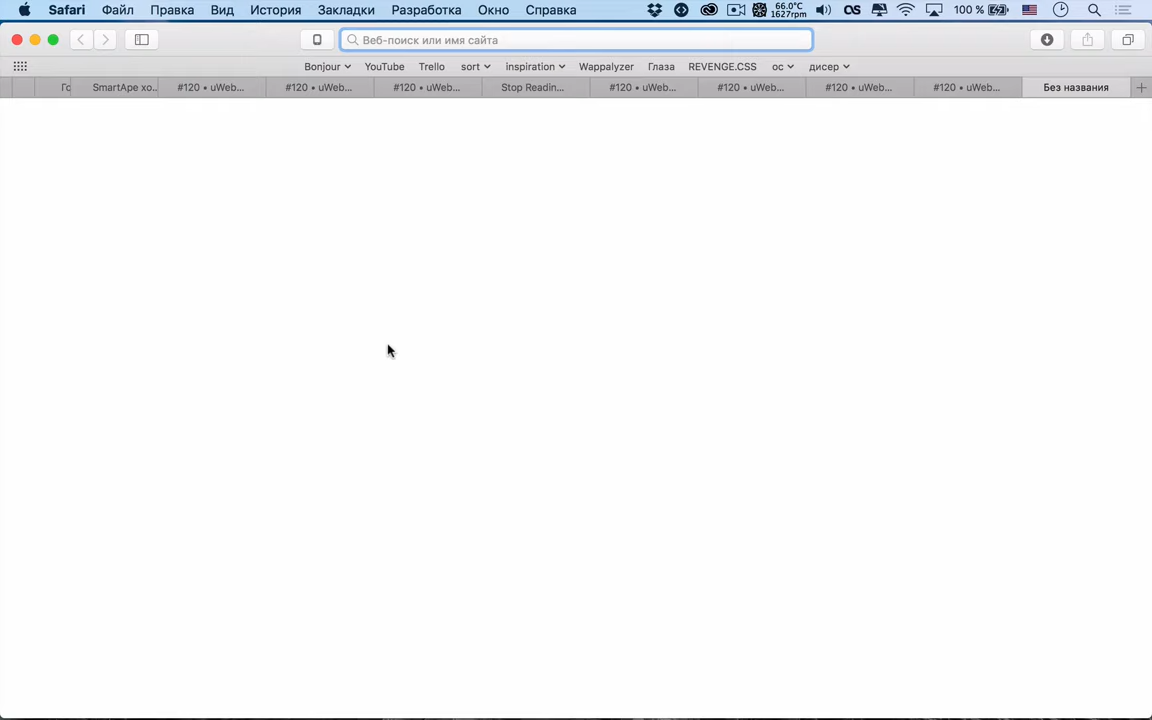 Safari Файл Правка Вид История Закладки Разработка Окно Справка 66.0°C 1627rpm 100 %
Веб-поиск или имя сайта
Bonjour YouTube Trello sort inspiration Wappalyzer Глаза REVENGE.CSS ос дисер
Гс SmartApe хо... #120 • uWeb... #120 • uWeb... #120 • uWeb... Stop Readin... #120 • uWeb... #120 • uWeb... #120 • uWeb... #120 • uWeb... Без названия